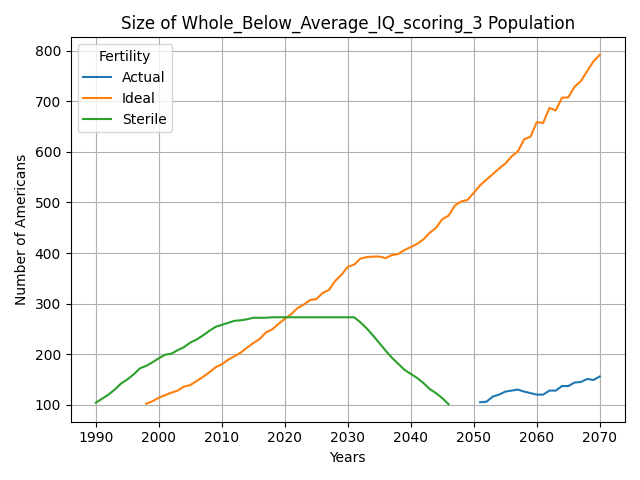 Size of Whole_Below_Average_IQ_scoring_3 Population
Fertility
Actual
Ideal
Sterile
Number of Americans
800
700
600
500
400
300
200
100
1990 2000 2010 2020 2030 2040 2050 2060 2070
Years